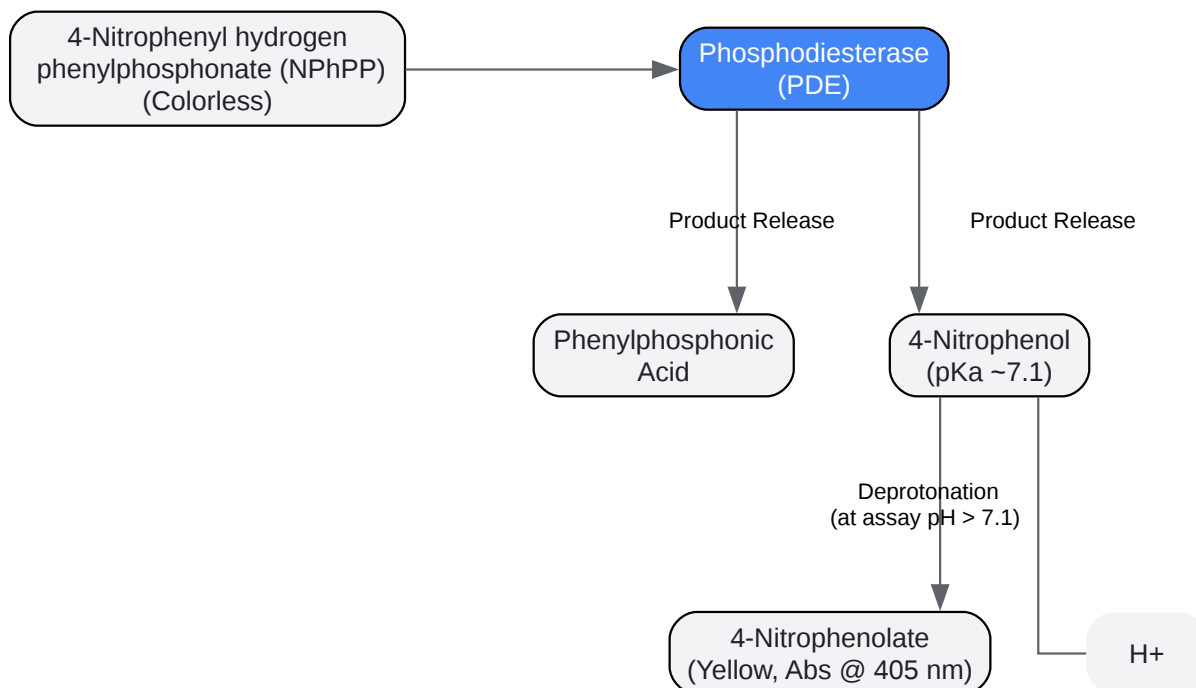 4-Nitrophenyl hydrogen
phenylphosphonate (NPhPP)
(Colorless)
Phosphodiesterase
(PDE)
Product Release
Product Release
Phenylphosphonic
Acid
4-Nitrophenol
(pKa ~7.1)
Deprotonation
(at assay pH > 7.1)
4-Nitrophenolate
(Yellow, Abs @ 405 nm)
H+